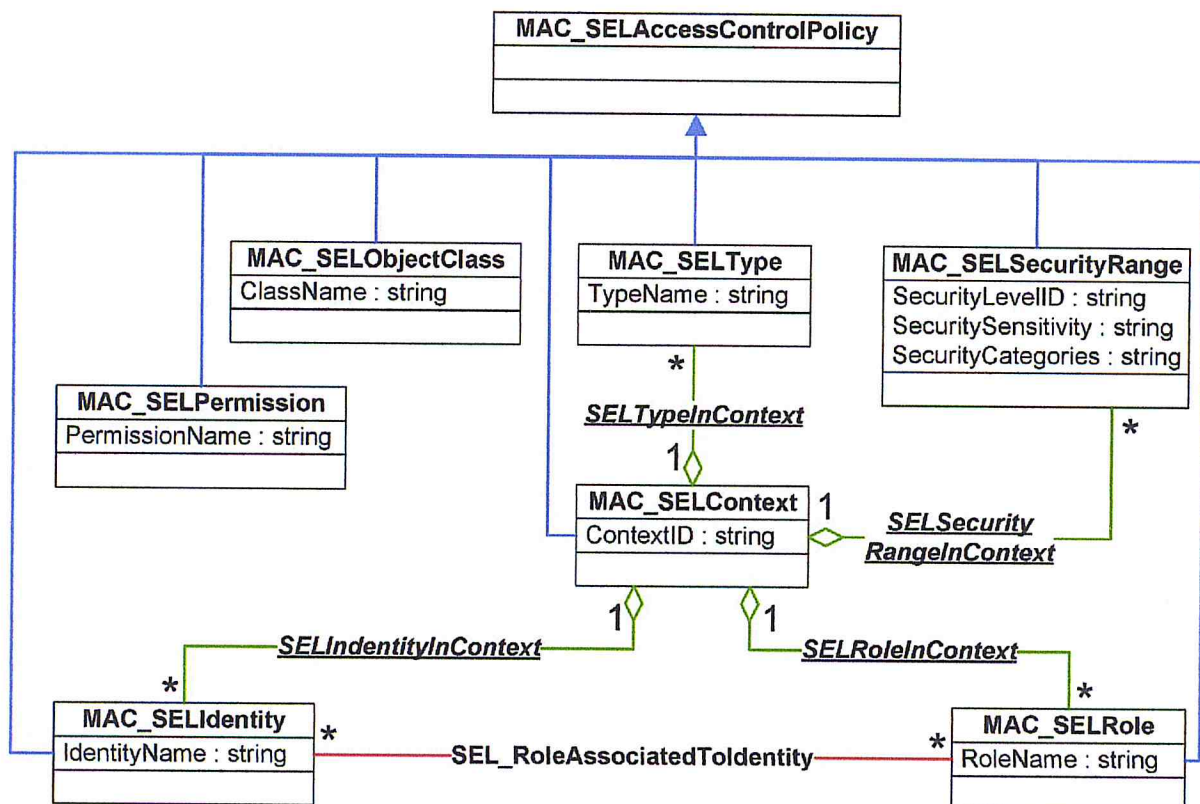 MAC_SELAccessControlPolicy
MAC_SELObjectClass
ClassName : string
MAC_SELType
TypeName : string
MAC_SELSecurityRange
SecurityLevelID : string
SecuritySensitivity : string
SecurityCategories : string
MAC_SELPermission
PermissionName : string
*
SELTypeInContext
1
*
MAC_SELContext
ContextID : string
1
SELSecurity
RangeInContext
1
1
SELIndentityInContext
SELRoleInContext
*
*
MAC_SELIdentity
IdentityName : string
*
SEL_RoleAssociatedToIdentity
*
MAC_SELRole
RoleName : string